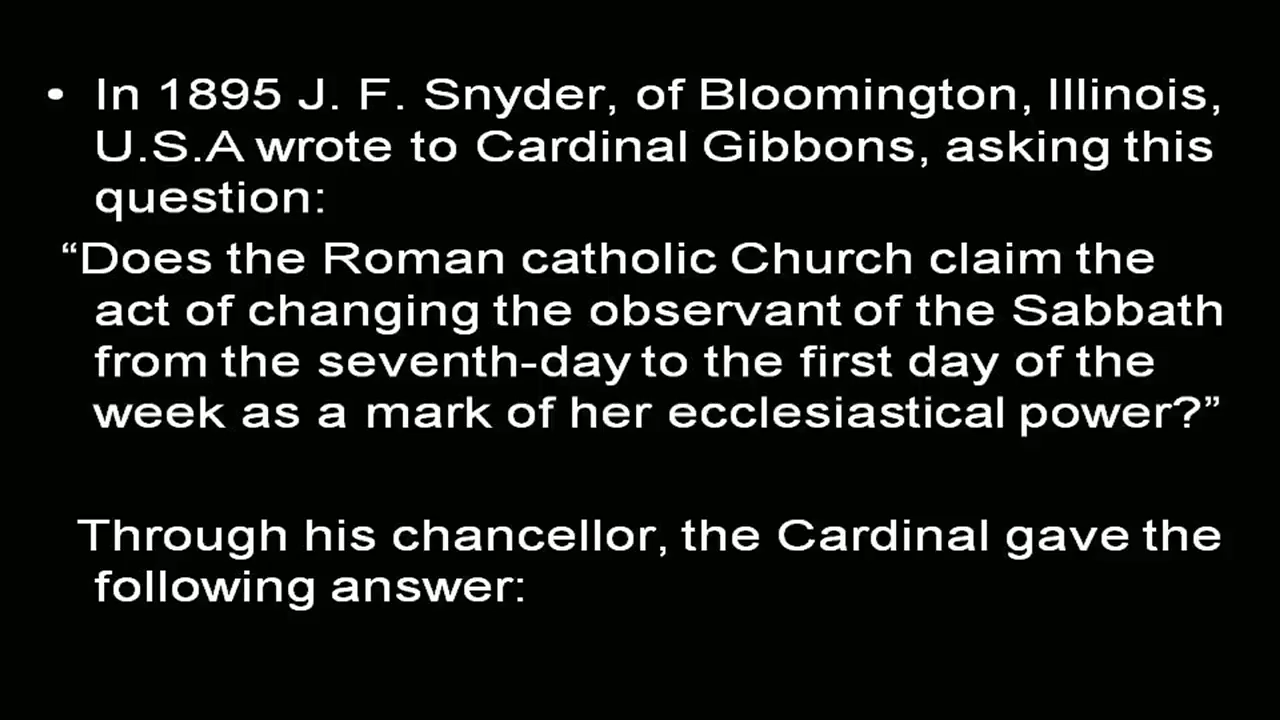 • In 1895 J. F. Snyder, of Bloomington, Illinois,
U.S.A wrote to Cardinal Gibbons, asking this
question:
“Does the Roman catholic Church claim the
act of changing the observant of the Sabbath
from the seventh-day to the first day of the
week as a mark of her ecclesiastical power?”
Through his chancellor, the Cardinal gave the
following answer: